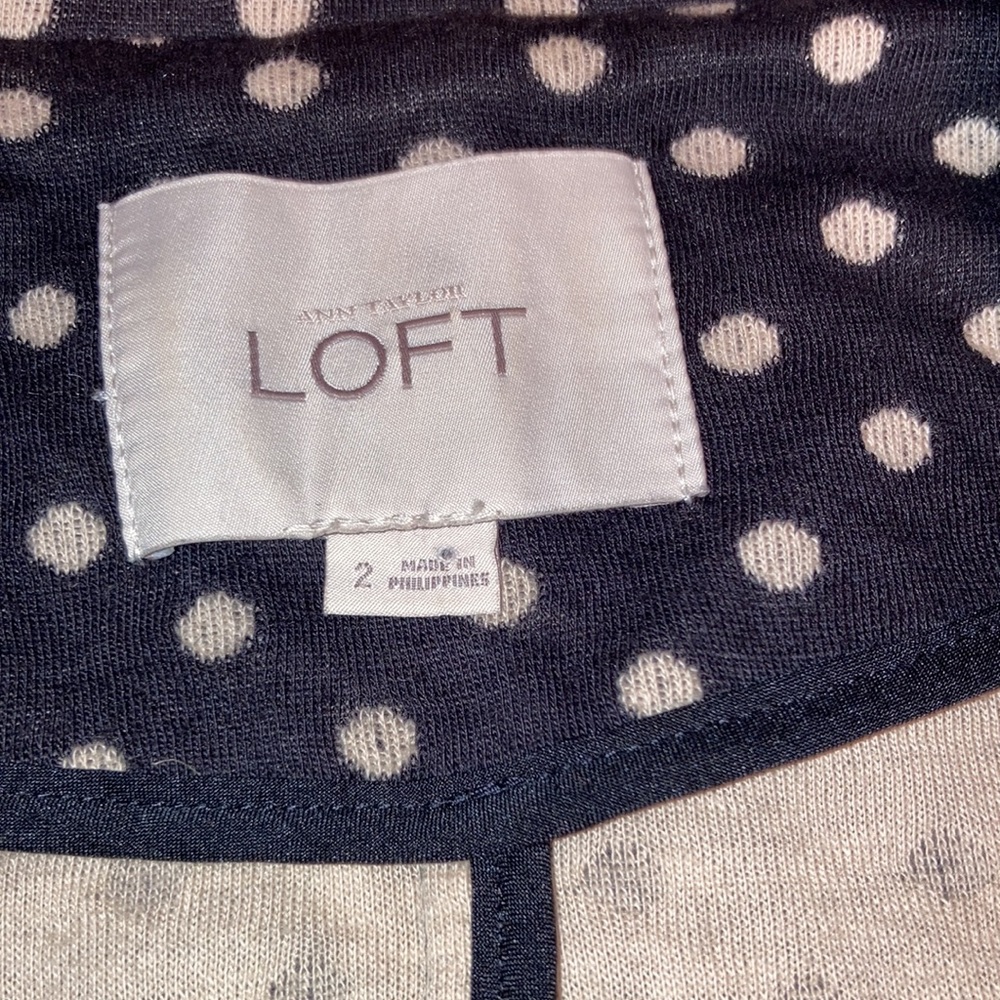 ANN TAYLOR
LOFT
2 MADE IN
PHILIPPINES